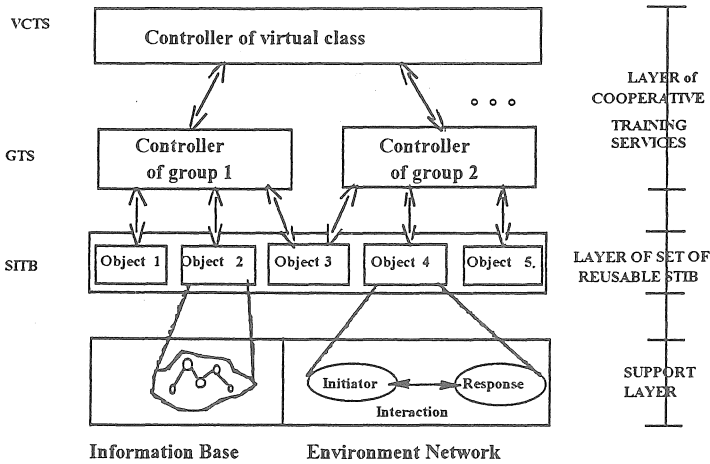 VCTS
Controller of virtual class
LAYER of
COOPERATIVE
TRAINING
SERVICES
GTS
Controller
of group 1
Controller
of group 2
SITB
Object 1
Object 2
Object 3
Object 4
Object 5.
LAYER OF SET OF
REUSABLE STIB
Initiator
Response
Interaction
SUPPORT
LAYER
Information Base
Environment Network